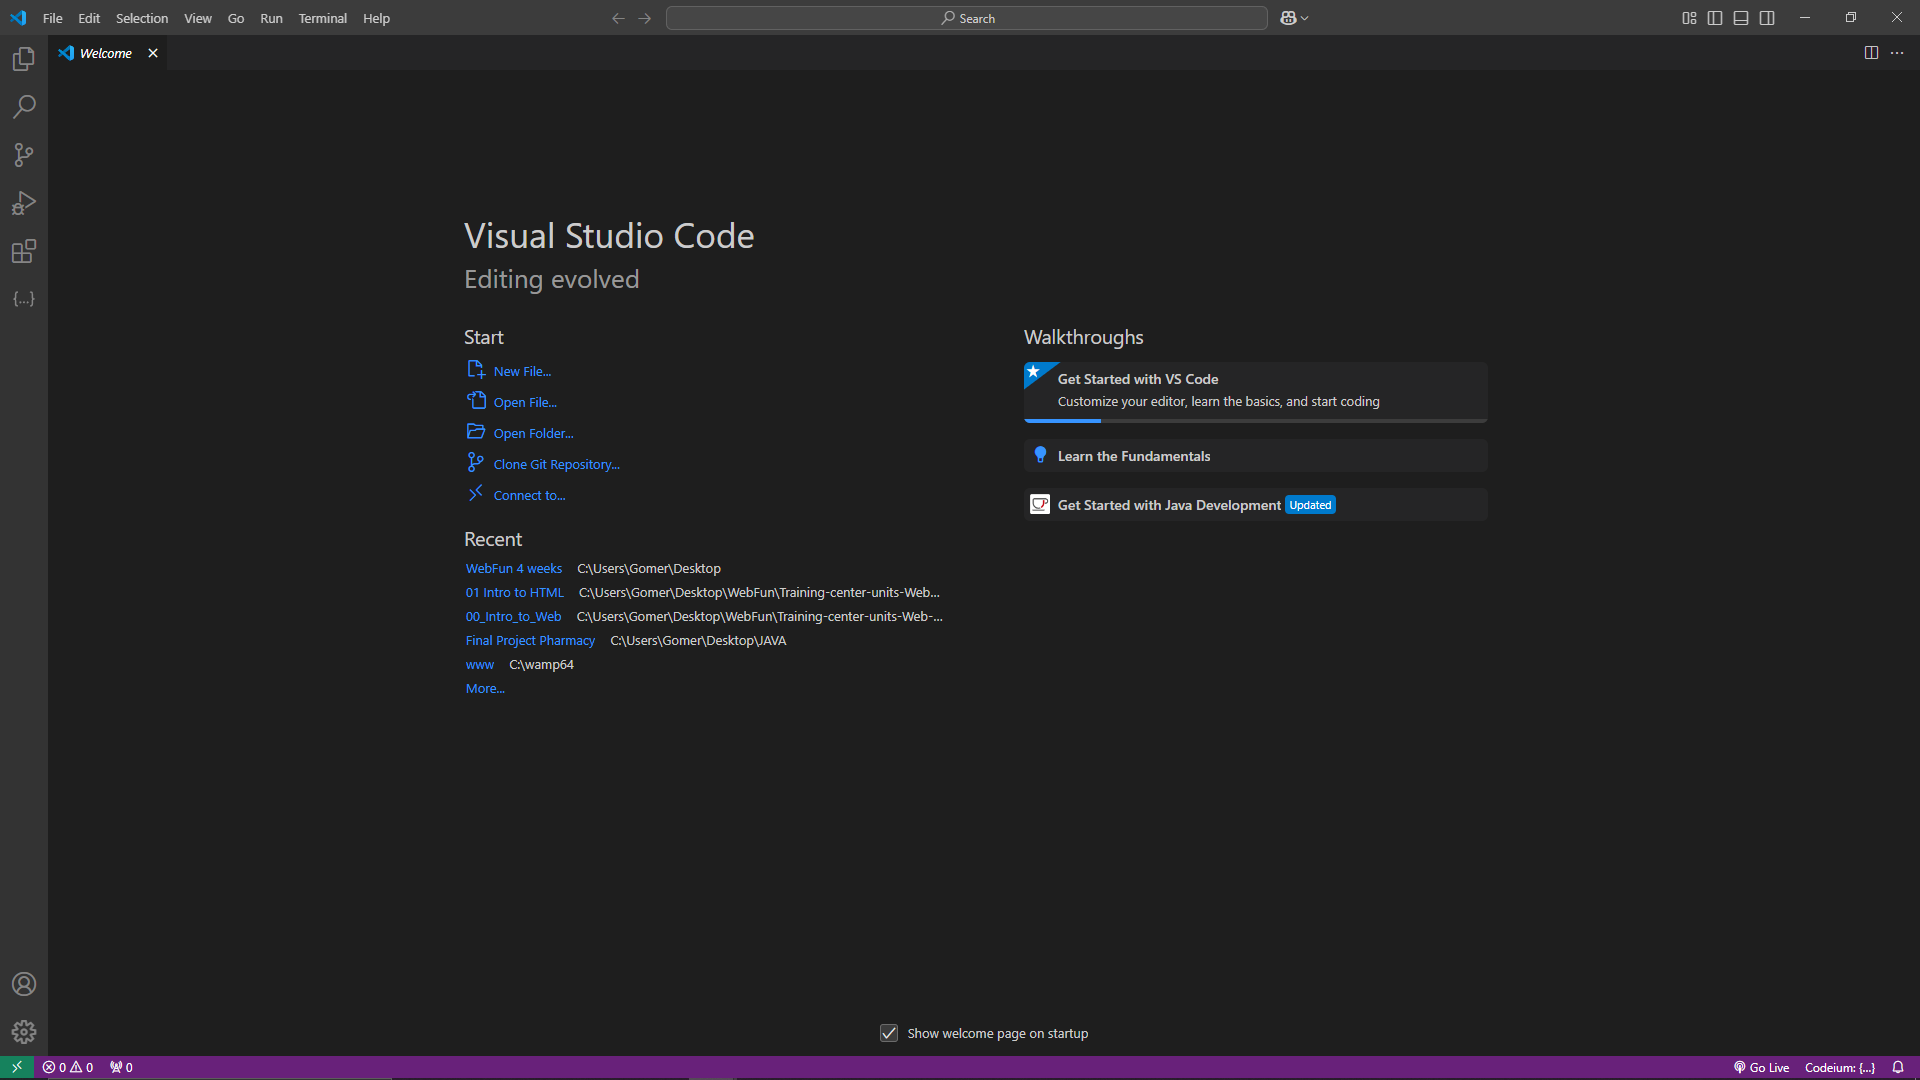 File Edit Selection View Go Run Terminal Help
Search
Welcome
{...}
Visual Studio Code
Editing evolved
Start
New File...
Open File...
Open Folder...
Clone Git Repository...
Connect to...
Recent
WebFun 4 weeks C:\Users\Gomer\Desktop
01 Intro to HTML C:\Users\Gomer\Desktop\WebFun\Training-center-units-Web...
00_Intro_to_Web C:\Users\Gomer\Desktop\WebFun\Training-center-units-Web-...
Final Project Pharmacy C:\Users\Gomer\Desktop\JAVA
www C:\wamp64
More...
Walkthroughs
Get Started with VS Code
Customize your editor, learn the basics, and start coding
Learn the Fundamentals
Get Started with Java Development Updated
Show welcome page on startup
0 0 0 Go Live Codeium: {...}